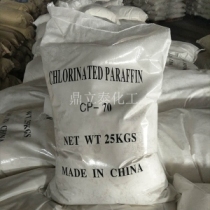 CHLORINATED PARAFFIN
CP-70
鼎立泰化工
NET WT 25KGS
MADE IN CHINA